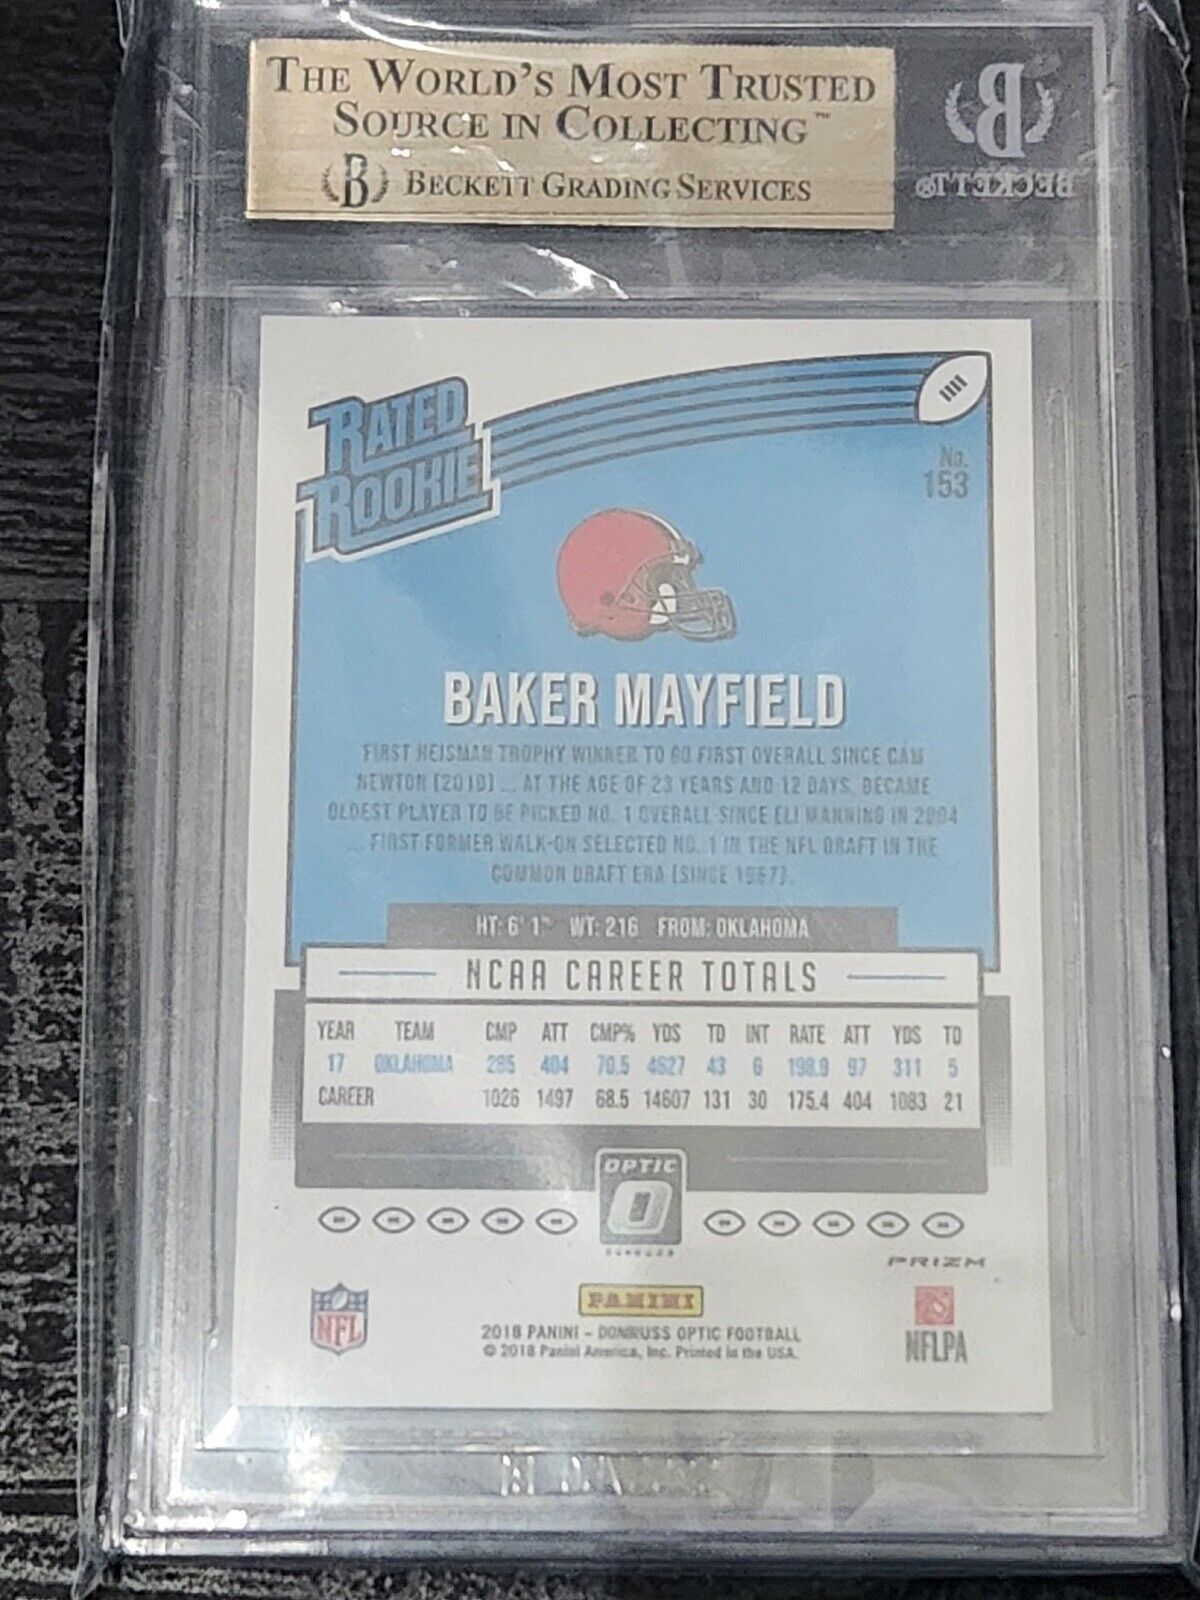 THE WORLD'S MOST TRUSTED
SOURCE IN COLLECTING™
B BECKETT GRADING SERVICES
B
BECKETT®
RATED
ROOKIE
No.
153
BAKER MAYFIELD
FIRST HEISMAN TROPHY WINNER TO GO FIRST OVERALL SINCE CAM
NEWTON (2010) ... AT THE AGE OF 23 YEARS AND 12 DAYS, BECAME
OLDEST PLAYER TO BE PICKED NO. 1 OVERALL SINCE ELI MANNING IN 2004
... FIRST FORMER WALK-ON SELECTED NO. 1 IN THE NFL DRAFT IN THE
COMMON DRAFT ERA (SINCE 1967).
HT: 6' 1" WT: 216 FROM: OKLAHOMA
NCAA CAREER TOTALS
YEAR TEAM CMP ATT CMP% YDS TD INT RATE ATT YDS TD
17 OKLAHOMA 285 404 70.5 4627 43 6 198.9 97 311 5
CAREER 1026 1497 68.5 14607 131 30 175.4 404 1083 21
OPTIC
O
DONRUSS
PRIZM
NFL
PANINI
2018 PANINI - DONRUSS OPTIC FOOTBALL
© 2018 Panini America, Inc. Printed in the USA.
NFLPA